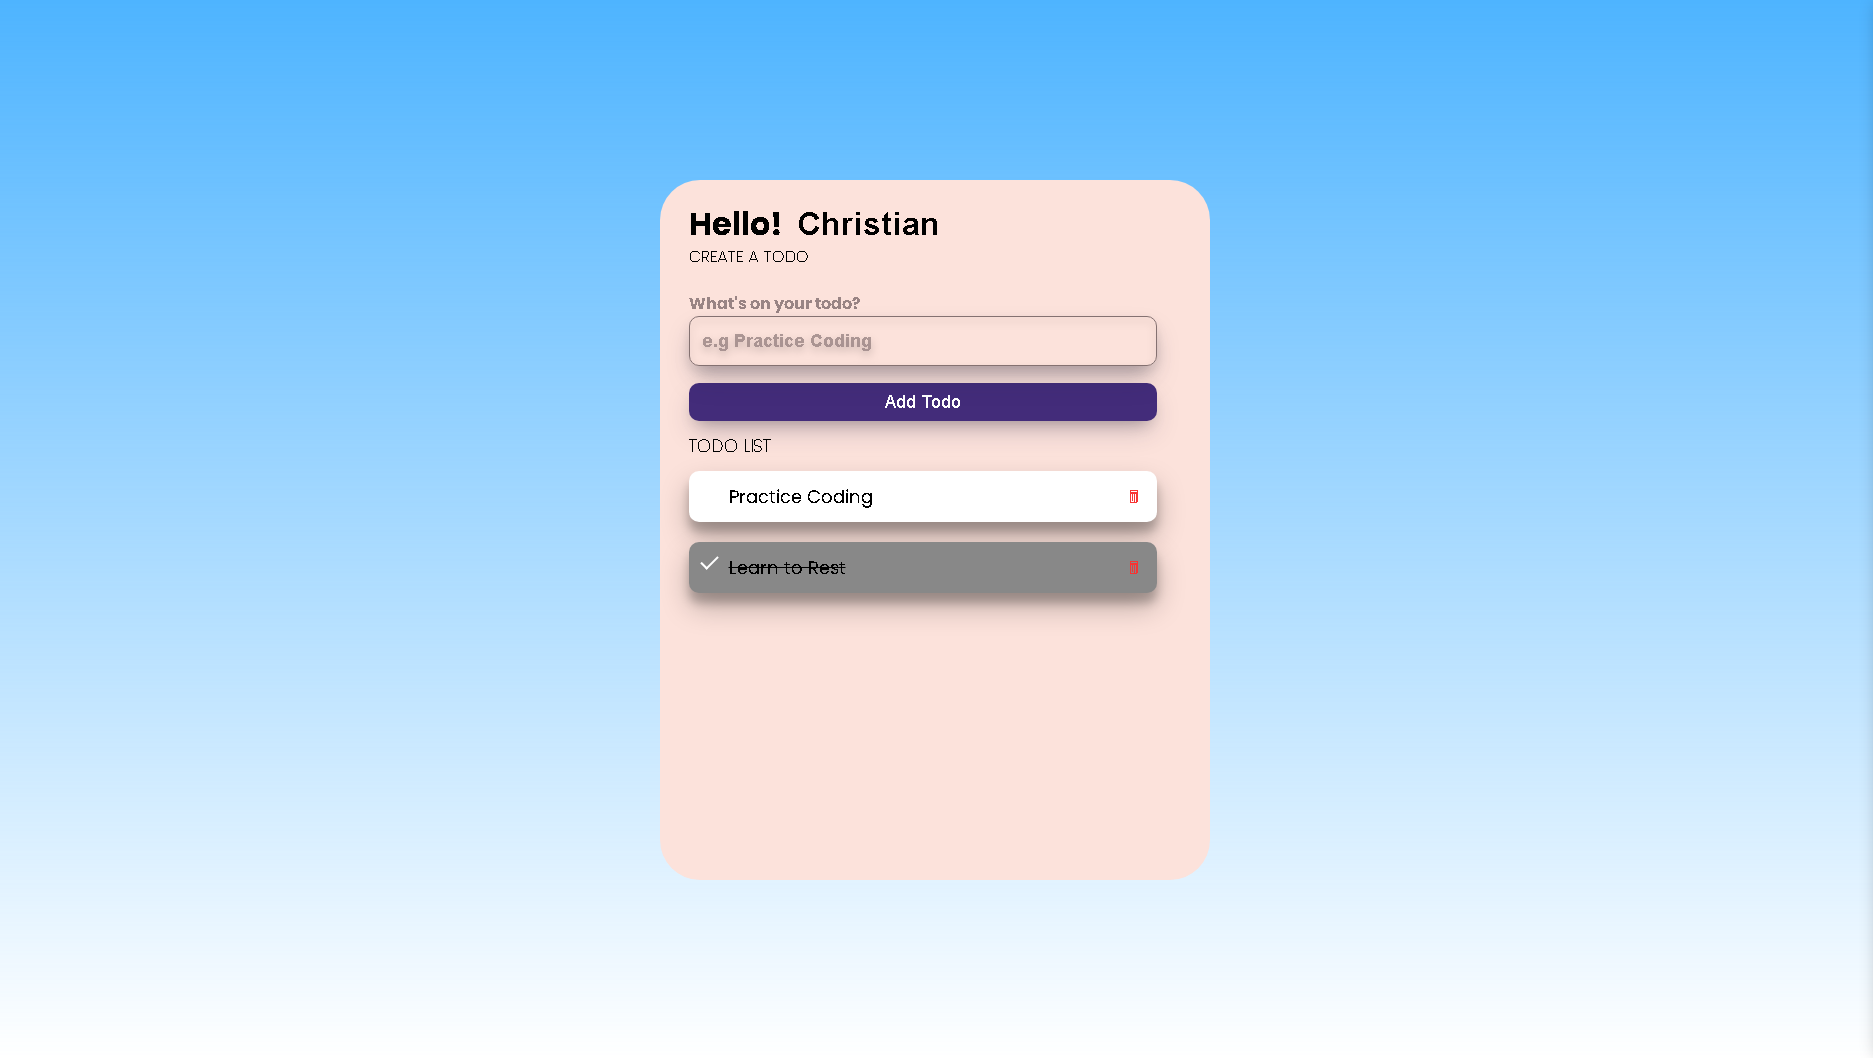 Hello! Christian
CREATE A TODO
What's on your todo?
e.g Practice Coding
Add Todo
TODO LIST
Practice Coding
Learn to Rest